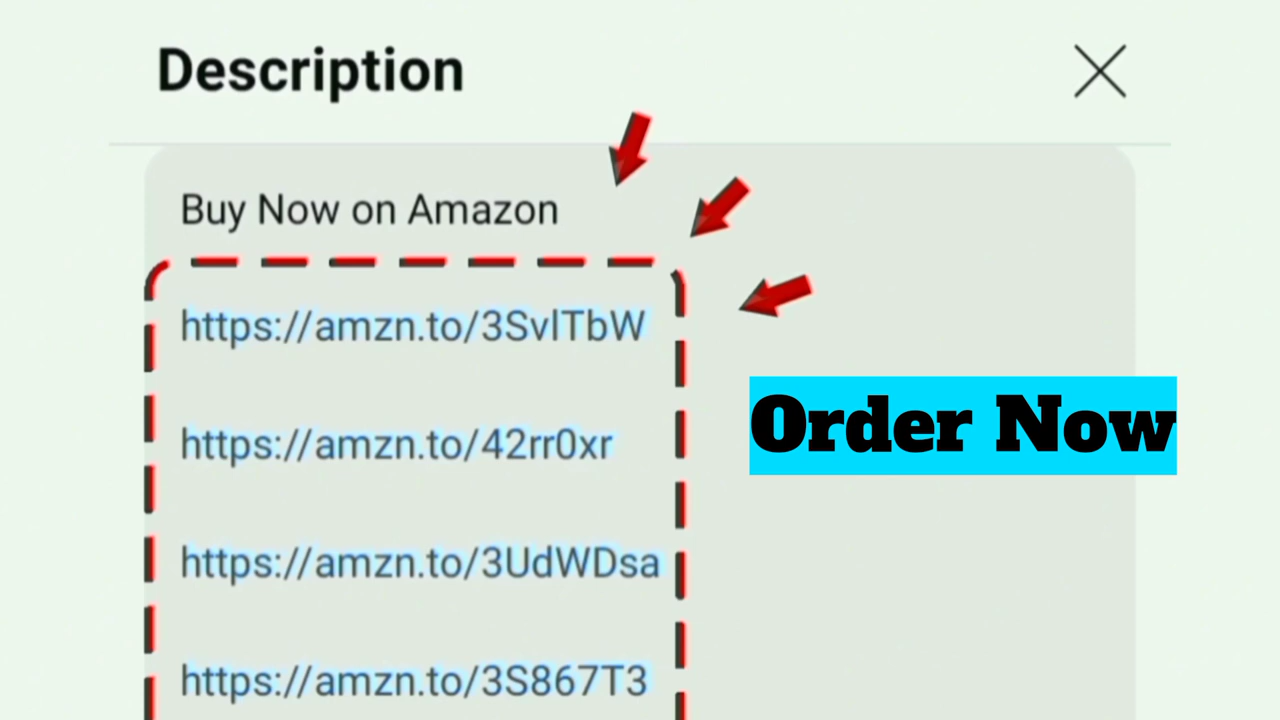 Description
Buy Now on Amazon
https://amzn.to/3SvlTbW
https://amzn.to/42rr0xr
Order Now
https://amzn.to/3UdWDsa
https://amzn.to/3S867T3